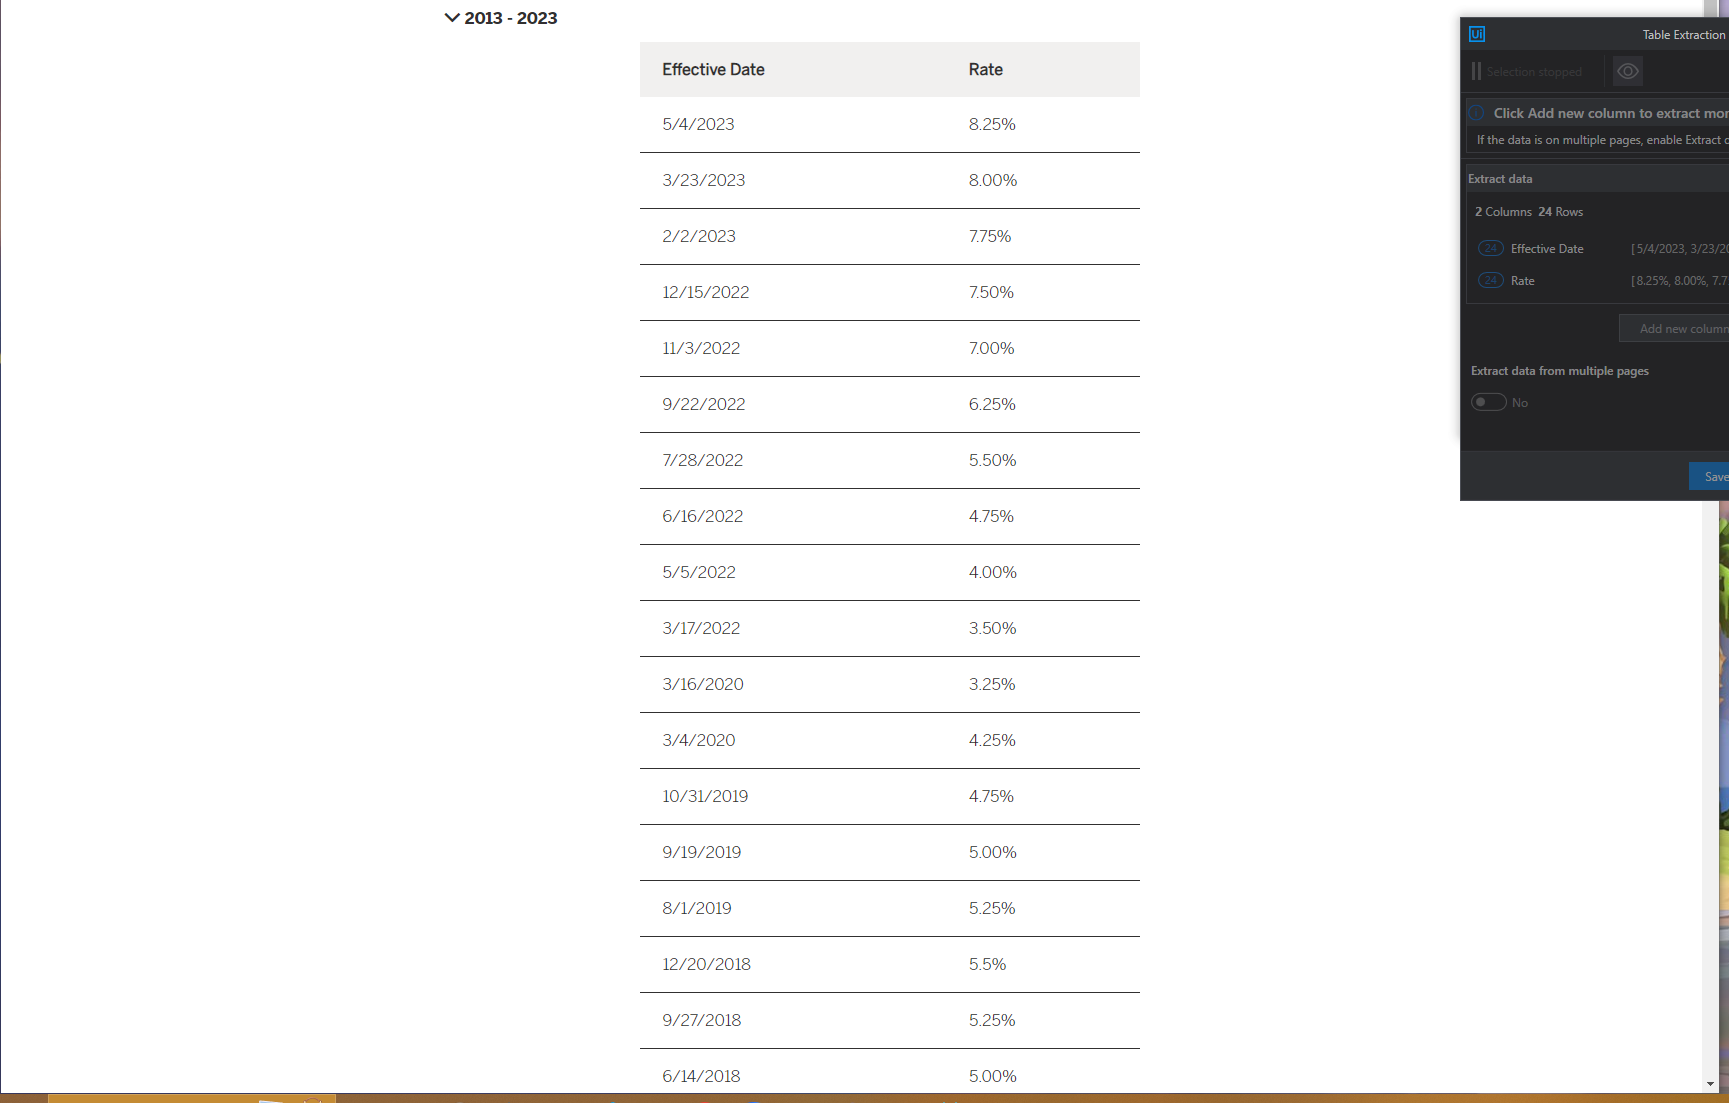 2013 - 2023
Effective Date Rate
5/4/2023 8.25%
3/23/2023 8.00%
2/2/2023 7.75%
12/15/2022 7.50%
11/3/2022 7.00%
9/22/2022 6.25%
7/28/2022 5.50%
6/16/2022 4.75%
5/5/2022 4.00%
3/17/2022 3.50%
3/16/2020 3.25%
3/4/2020 4.25%
10/31/2019 4.75%
9/19/2019 5.00%
8/1/2019 5.25%
12/20/2018 5.5%
9/27/2018 5.25%
6/14/2018 5.00%
Ui Table Extraction
Selection stopped
Click Add new column to extract mor
If the data is on multiple pages, enable Extract d
Extract data
2 Columns 24 Rows
24 Effective Date [5/4/2023, 3/23/20
24 Rate [8.25%, 8.00%, 7.7
Add new column
Extract data from multiple pages
No
Save